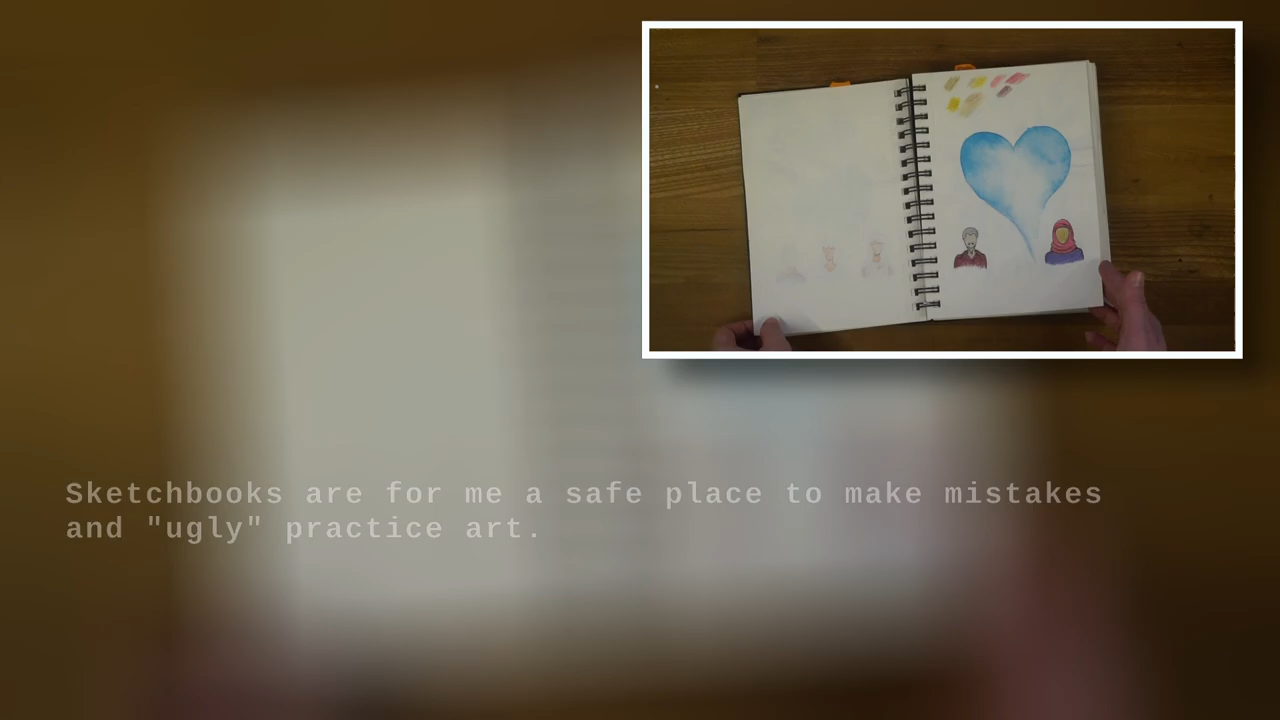 Sketchbooks are for me a safe place to make mistakes
and "ugly" practice art.